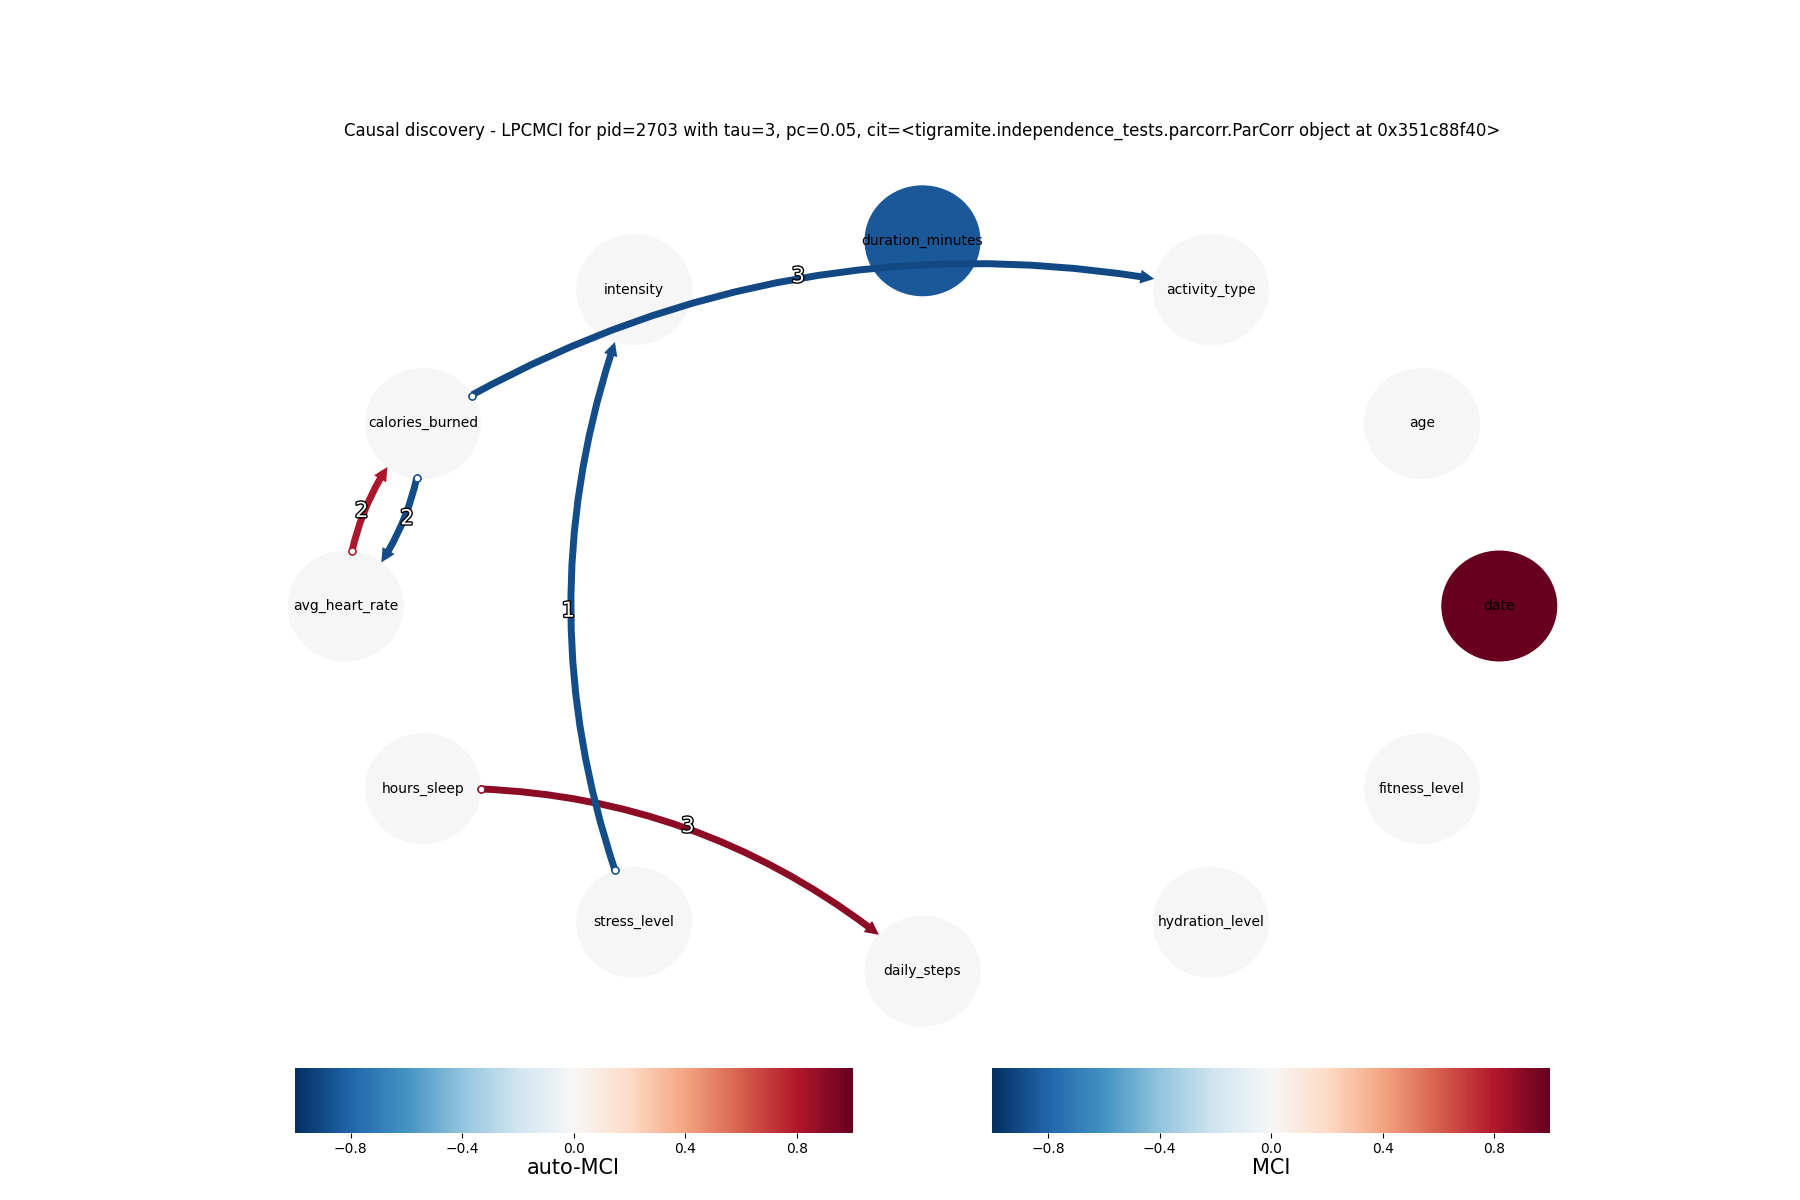 Causal discovery - LPCMCI for pid=2703 with tau=3, pc=0.05, cit=<tigramite.independence_tests.parcorr.ParCorr object at 0x351c88f40>
duration_minutes
intensity
activity_type
3
calories_burned
age
2
2
avg_heart_rate
date
1
hours_sleep
fitness_level
3
stress_level
hydration_level
daily_steps
−0.8 −0.4 0.0 0.4 0.8
auto-MCI
−0.8 −0.4 0.0 0.4 0.8
MCI